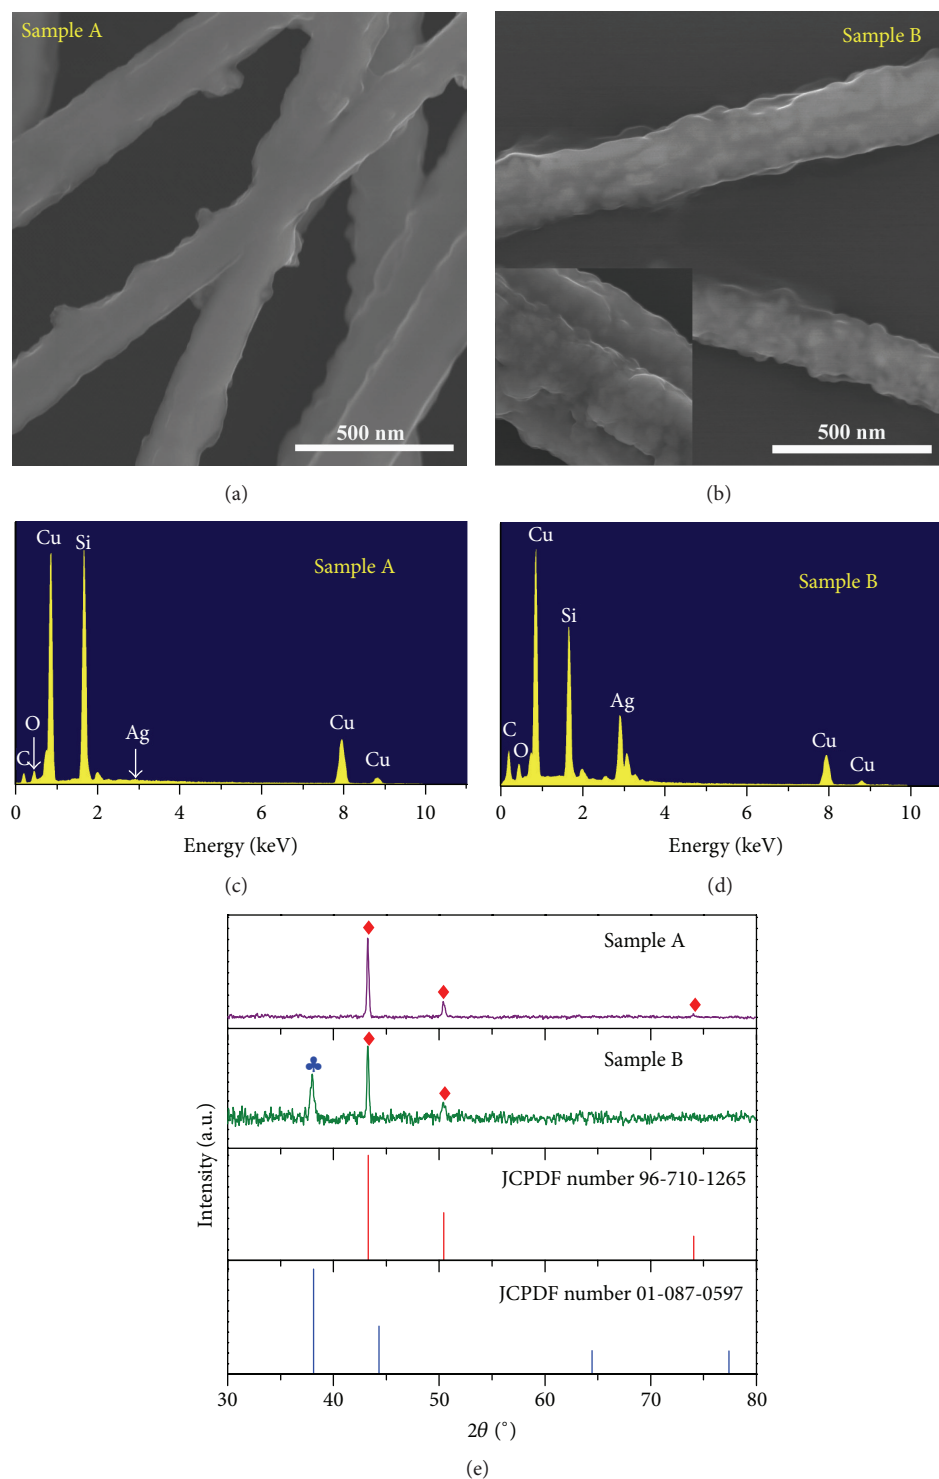 Sample A
Sample B
500 nm
500 nm
(a)
(b)
Cu
Si
Sample A
O
C
Ag
Cu
Cu
0 2 4 6 8 10
Energy (keV)
(c)
Cu
Sample B
Si
Ag
C
O
Cu
Cu
0 2 4 6 8 10
Energy (keV)
(d)
Sample A
Sample B
JCPDF number 96-710-1265
JCPDF number 01-087-0597
Intensity (a.u.)
30 40 50 60 70 80
2θ (°)
(e)